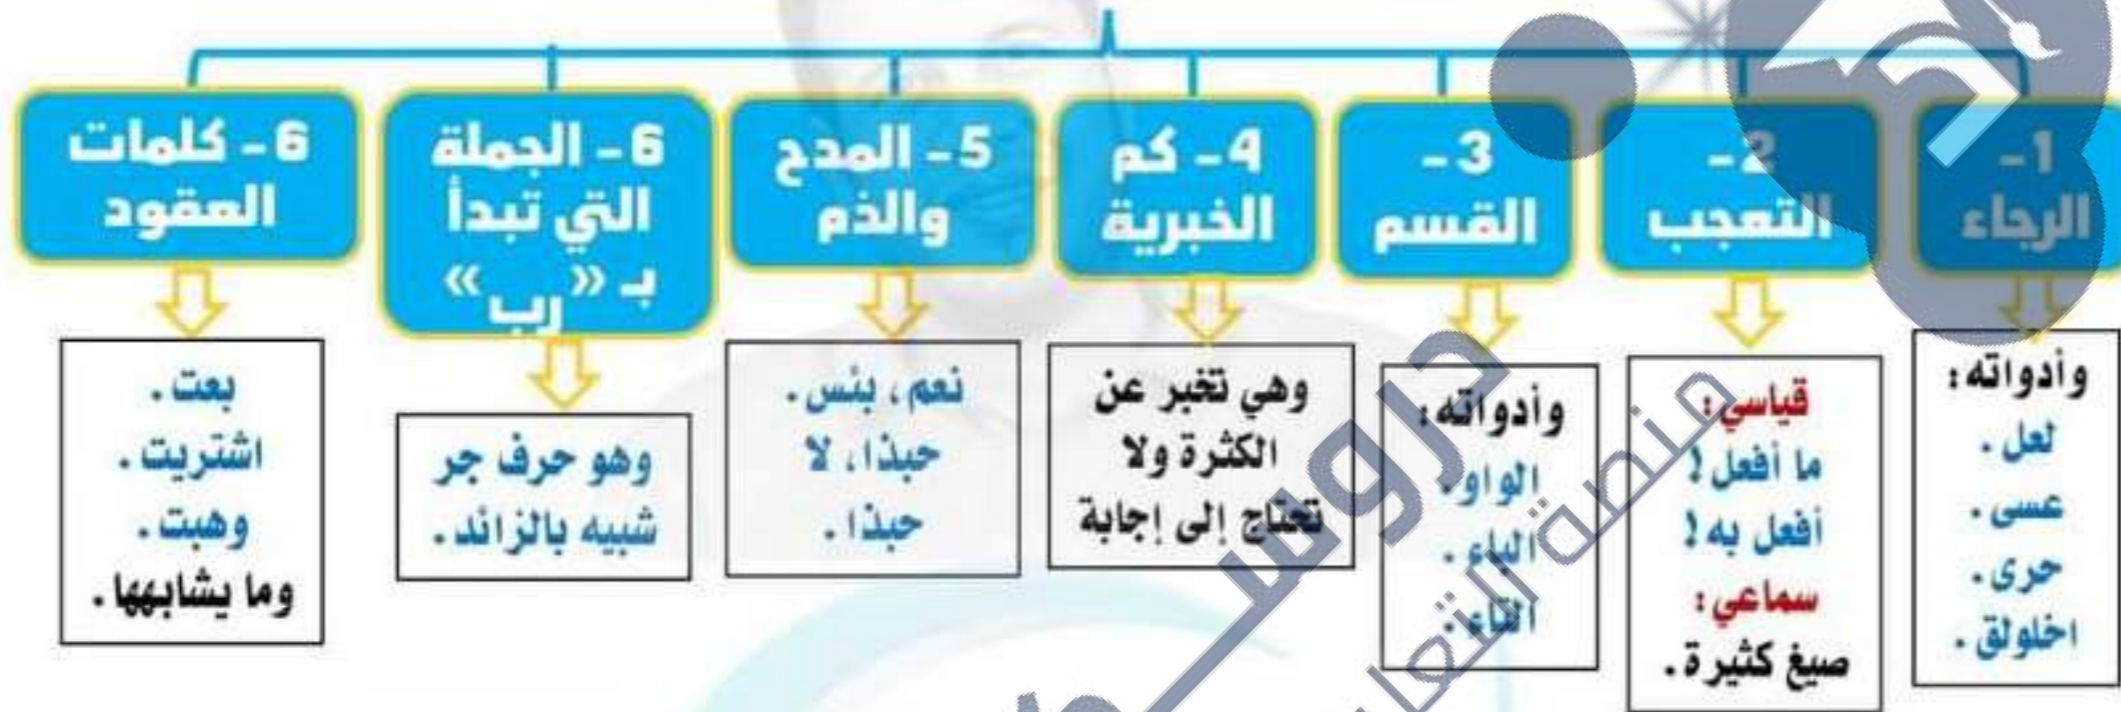 1-
الرجاء
وأدواته:
لعل.
عسى.
حرى.
اخلولق.
2-
التعجب
قياسي:
ما أفعل!
أفعل به!
سماعي:
صيغ كثيرة.
3-
القسم
وأدواته:
الواو.
الباء.
التاء.
4- كم
الخبرية
وهي تخبر عن
الكثرة ولا
تحتاج إلى إجابة
5- المدح
والذم
نعم، بئس.
حبذا، لا
حبذا.
6- الجملة
التي تبدأ
بـ «رب»
وهو حرف جر
شبيه بالزائد.
6- كلمات
العقود
بعت.
اشتريت.
وهبت.
وما يشابهها.
دروس
منصة